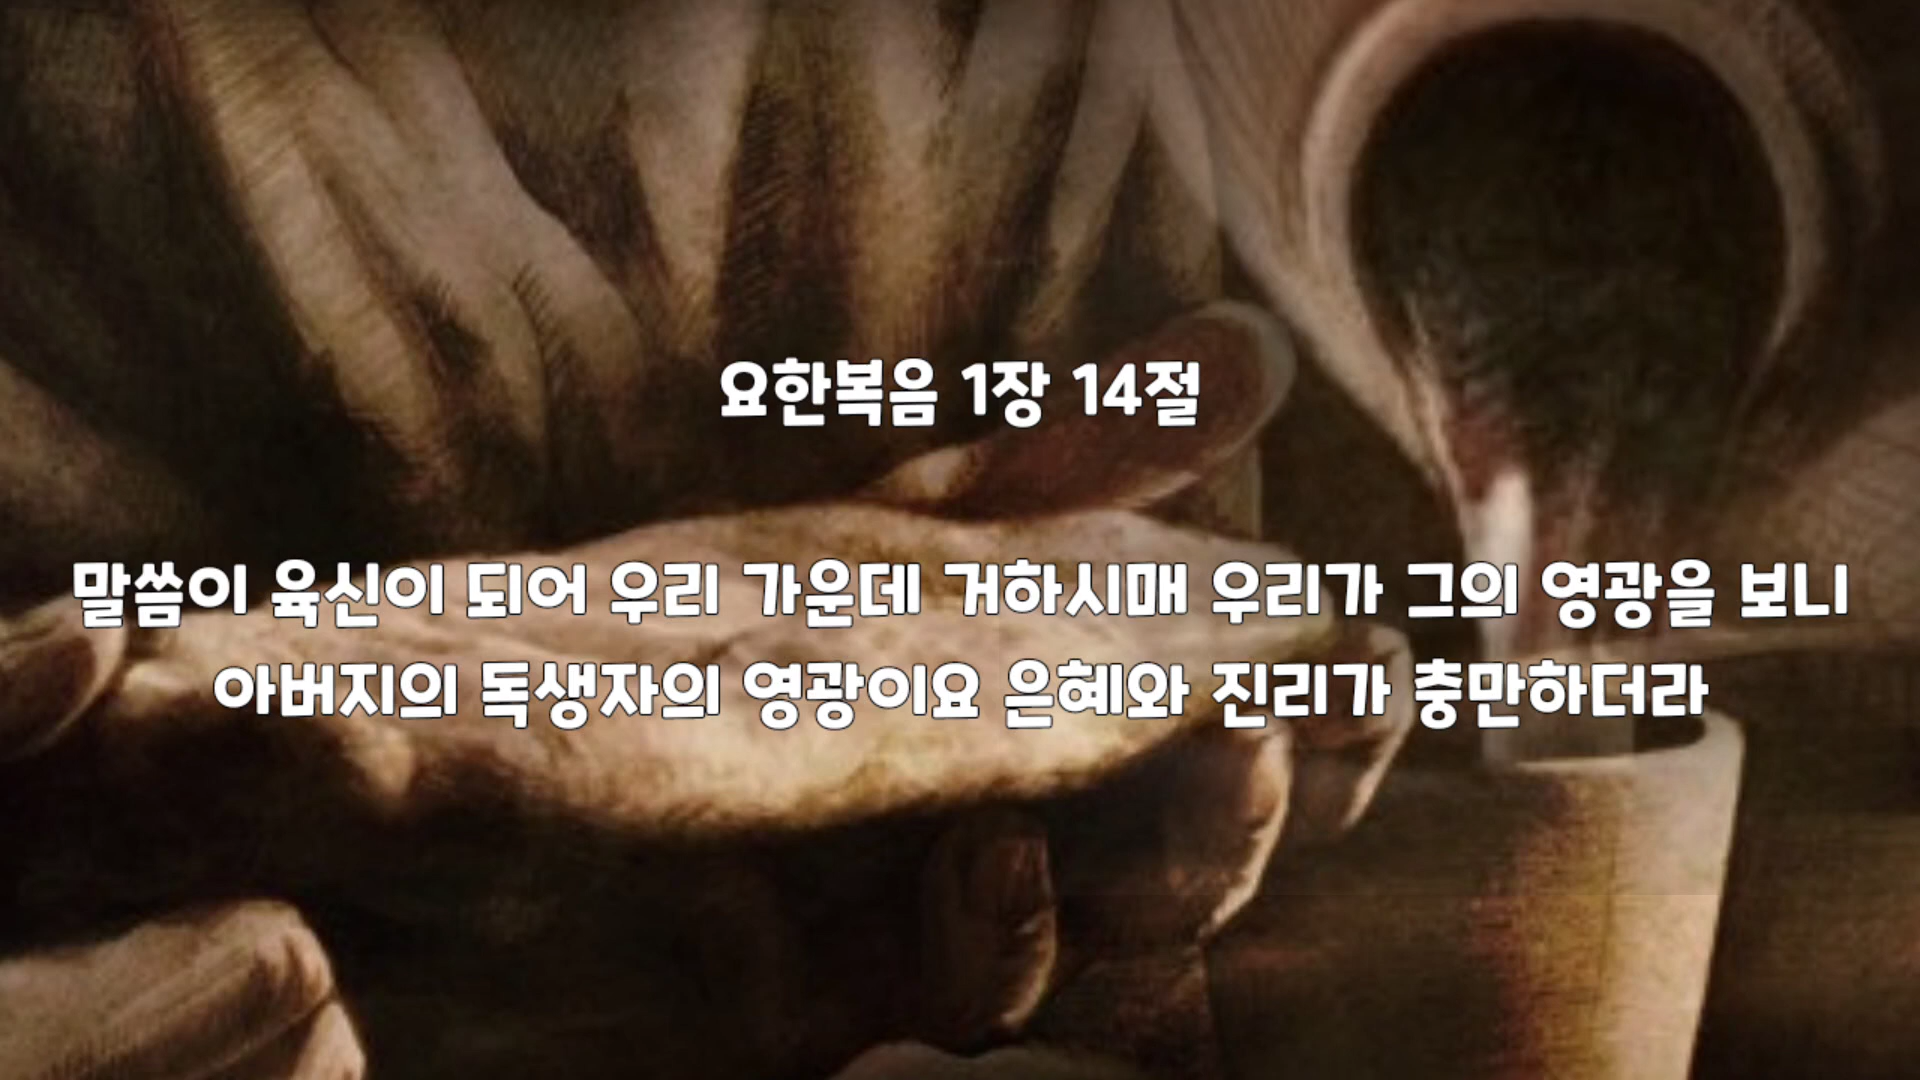 요한복음 1장 14절
말씀이 육신이 되어 우리 가운데 거하시매 우리가 그의 영광을 보니
아버지의 독생자의 영광이요 은혜와 진리가 충만하더라